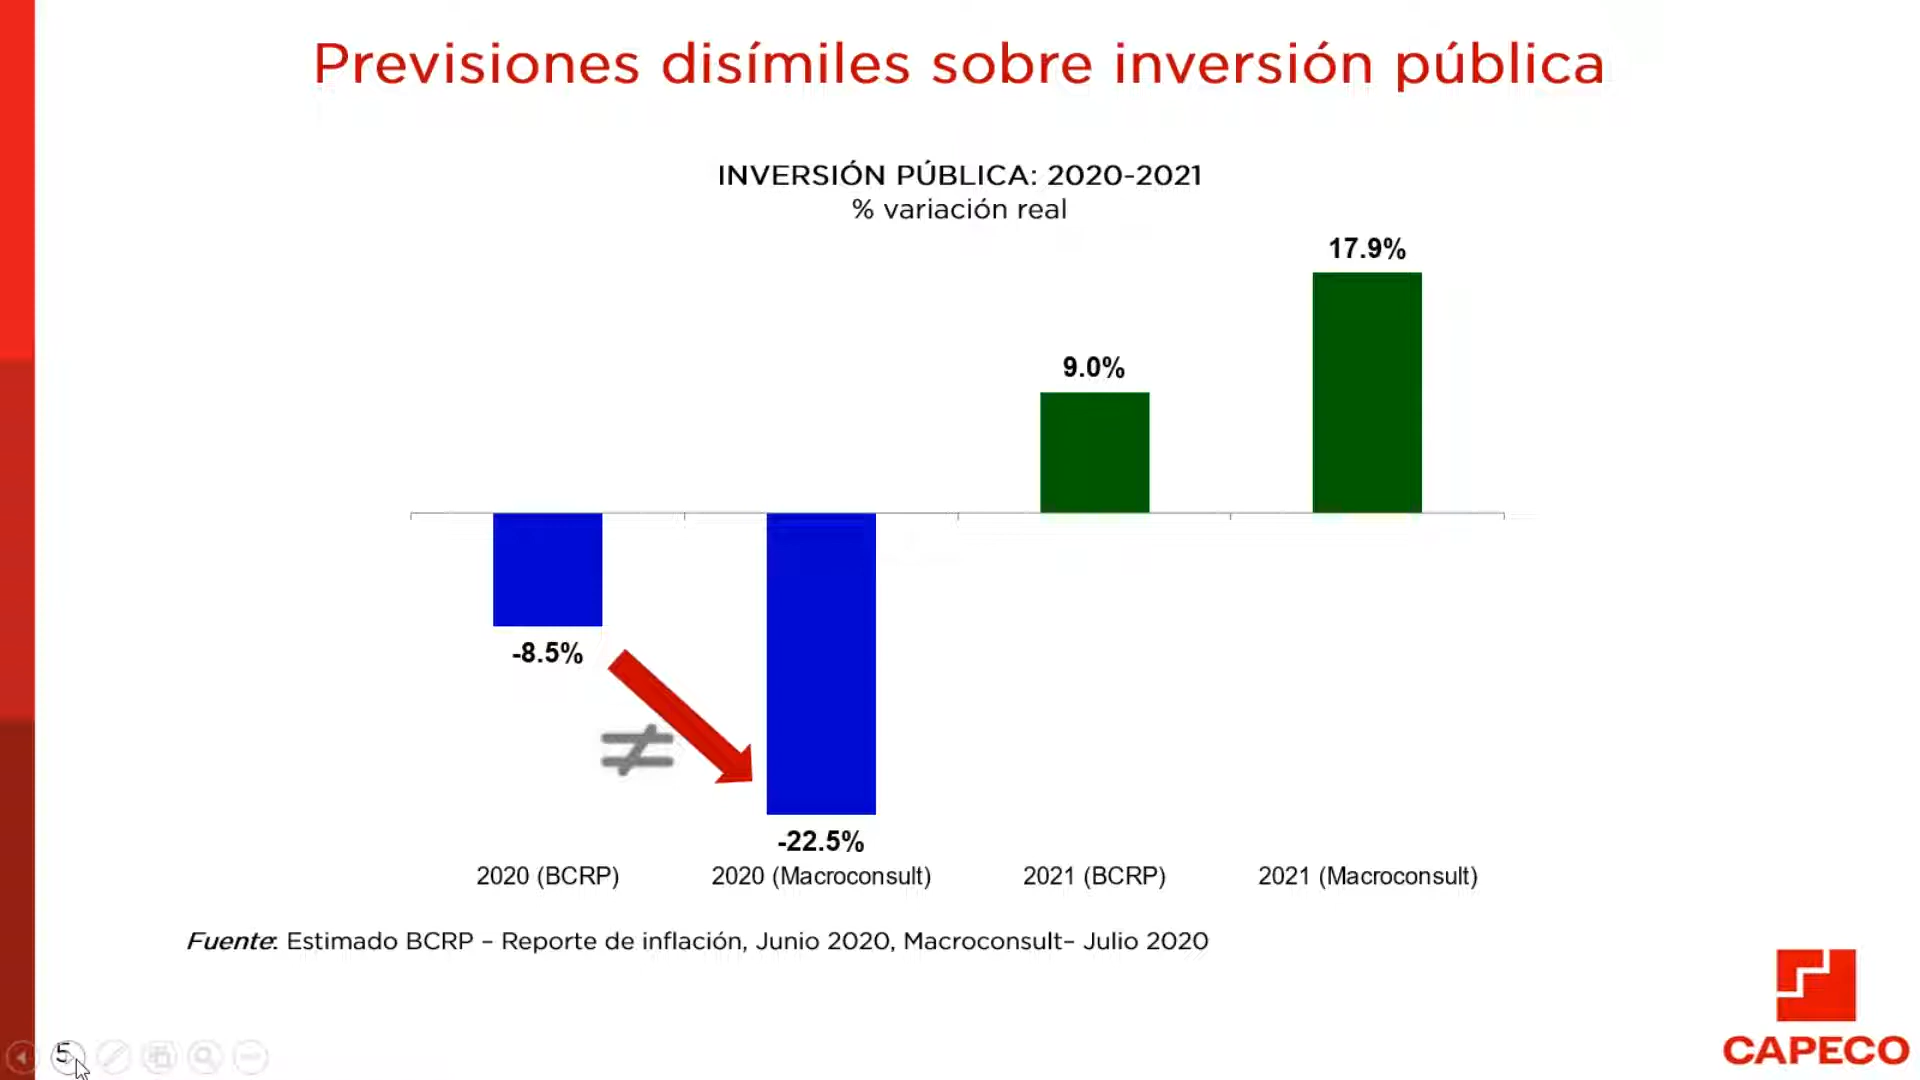 Previsiones disímiles sobre inversión pública
INVERSIÓN PÚBLICA: 2020-2021
% variación real
17.9%
9.0%
-8.5%
≠
-22.5%
2020 (BCRP) 2020 (Macroconsult) 2021 (BCRP) 2021 (Macroconsult)
Fuente: Estimado BCRP – Reporte de inflación, Junio 2020, Macroconsult– Julio 2020
CAPECO
5